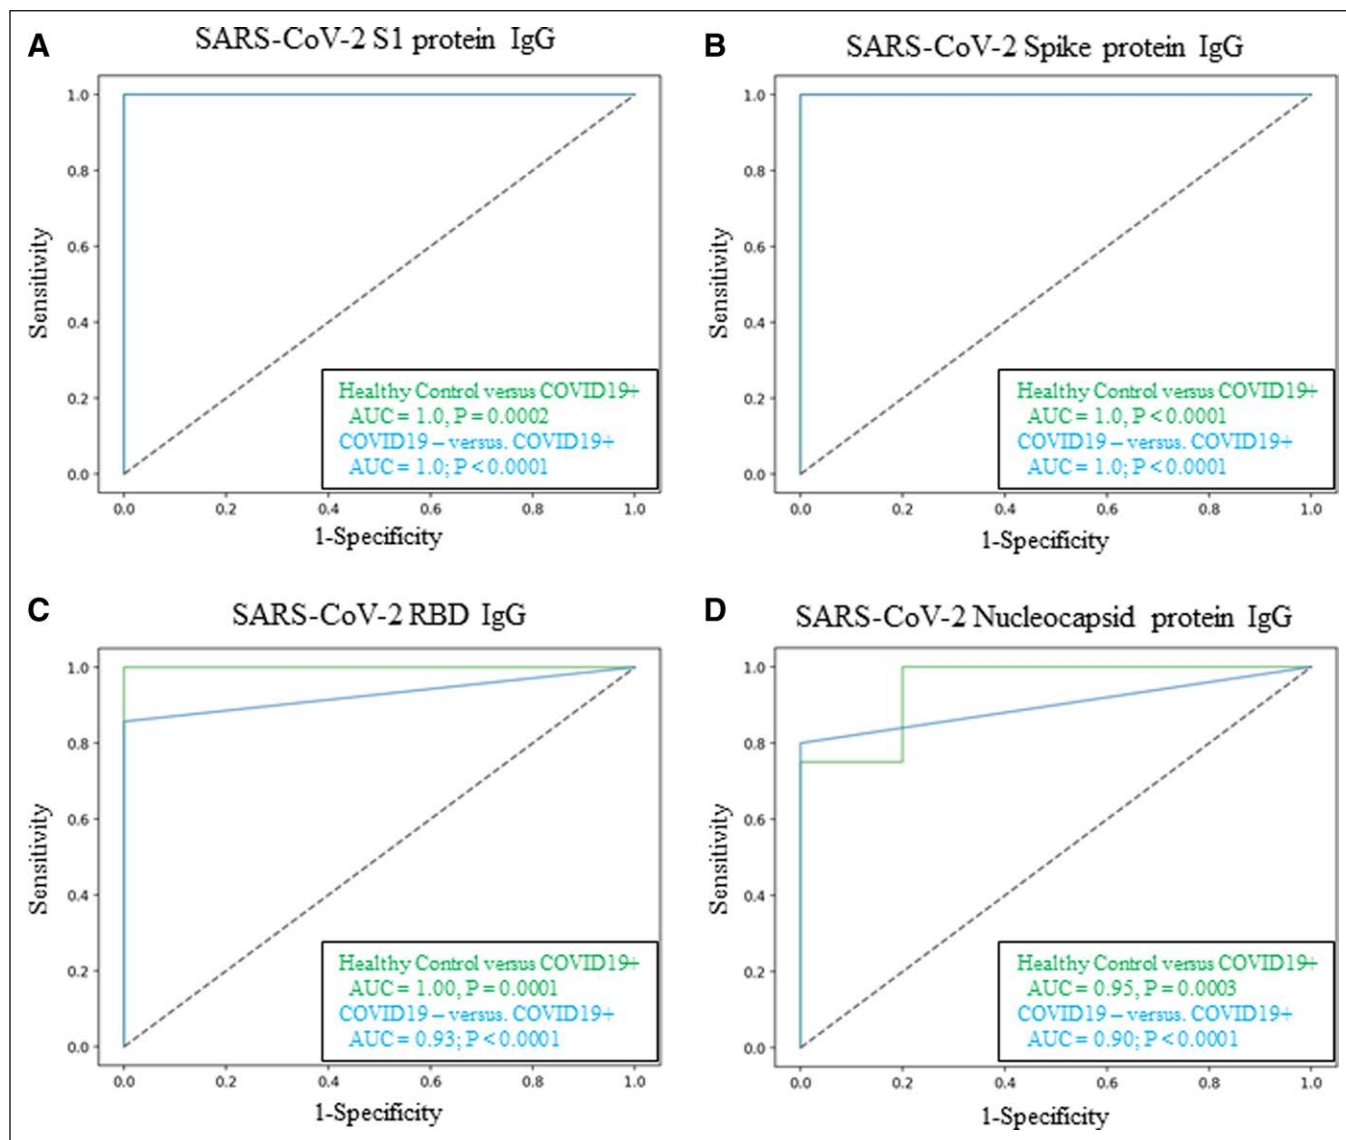 A
SARS-CoV-2 S1 protein IgG
1.0
0.8
0.6
0.4
0.2
0.0
Sensitivity
Healthy Control versus COVID19+
AUC = 1.0, P = 0.0002
COVID19 – versus. COVID19+
AUC = 1.0; P < 0.0001
0.0 0.2 0.4 0.6 0.8 1.0
1-Specificity
B
SARS-CoV-2 Spike protein IgG
1.0
0.8
0.6
0.4
0.2
0.0
Sensitivity
Healthy Control versus COVID19+
AUC = 1.0, P < 0.0001
COVID19 – versus. COVID19+
AUC = 1.0; P < 0.0001
0.0 0.2 0.4 0.6 0.8 1.0
1-Specificity
C
SARS-CoV-2 RBD IgG
1.0
0.8
0.6
0.4
0.2
0.0
Sensitivity
Healthy Control versus COVID19+
AUC = 1.00, P = 0.0001
COVID19 – versus. COVID19+
AUC = 0.93; P < 0.0001
0.0 0.2 0.4 0.6 0.8 1.0
1-Specificity
D
SARS-CoV-2 Nucleocapsid protein IgG
1.0
0.8
0.6
0.4
0.2
0.0
Sensitivity
Healthy Control versus COVID19+
AUC = 0.95, P = 0.0003
COVID19 – versus. COVID19+
AUC = 0.90; P < 0.0001
0.0 0.2 0.4 0.6 0.8 1.0
1-Specificity